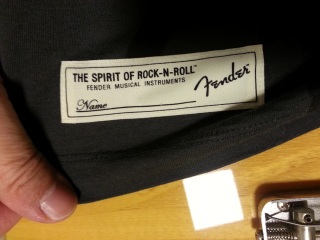 THE SPIRIT OF ROCK-N-ROLL™
FENDER MUSICAL INSTRUMENTS
Fender
Name